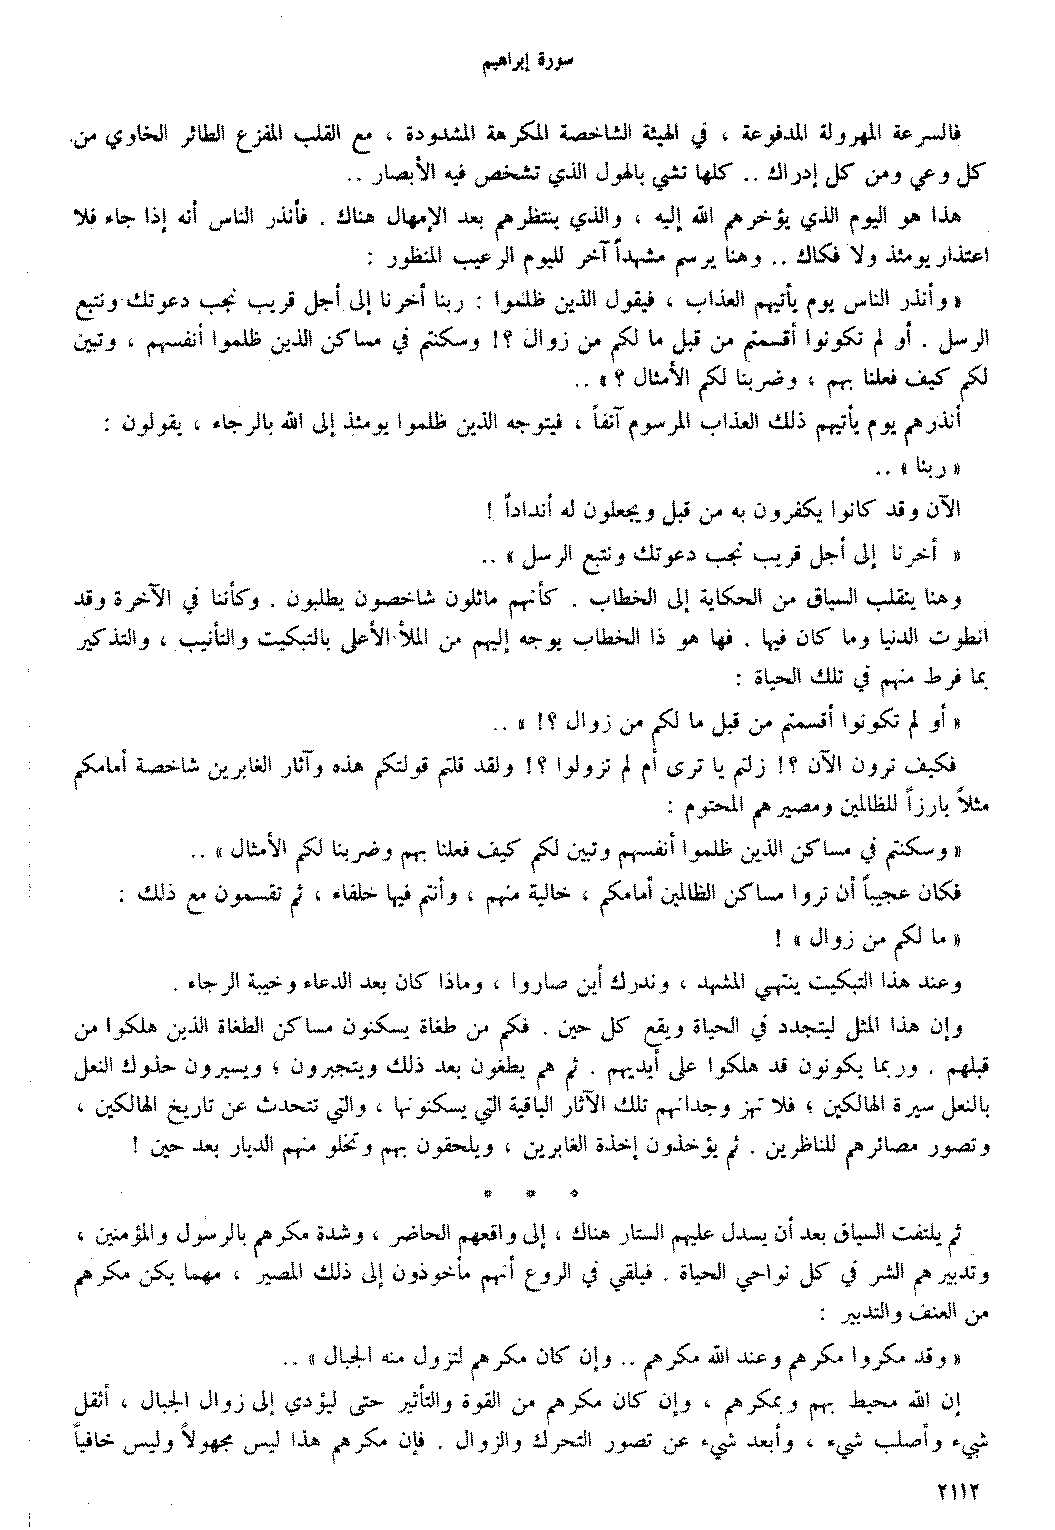 سورة إبراهيم
فالسرعة المهرولة المدفوعة ، في الهيئة الشاخصة المكرهة المشدودة ، مع القلب المفزع الطائر الخاوي من
كل وعي ومن كل إدراك .. كلها تشي بالهول الذي تشخص فيه الأبصار ..
هذا هو اليوم الذي يؤخرهم الله إليه ، والذي ينتظرهم بعد الإمهال هناك . فأنذر الناس أنه إذا جاء فلا
اعتذار يومئذ ولا فكاك .. وهنا يرسم مشهداً آخر لليوم الرعيب المنظور :
« وأنذر الناس يوم يأتيهم العذاب ، فيقول الذين ظلموا : ربنا أخرنا إلى أجل قريب نجب دعوتك ونتبع
الرسل . أو لم تكونوا أقسمتم من قبل ما لكم من زوال ؟! وسكنتم في مساكن الذين ظلموا أنفسهم ، وتبين
لكم كيف فعلنا بهم ، وضربنا لكم الأمثال ؟ » ..
أنذرهم يوم يأتيهم ذلك العذاب المرسوم آنفاً ، فيتوجه الذين ظلموا يومئذ إلى الله بالرجاء ، يقولون :
« ربنا » ..
الآن وقد كانوا يكفرون به من قبل ويجعلون له أنداداً !
« أخرنا إلى أجل قريب نجب دعوتك ونتبع الرسل » ..
وهنا ينقلب السياق من الحكاية إلى الخطاب . كأنهم ماثلون شاخصون يطلبون . وكأننا في الآخرة وقد
انطوت الدنيا وما كان فيها . فها هو ذا الخطاب يوجه إليهم من الملأ الأعلى بالتبكيت والتأنيب ، والتذكير
بما فرط منهم في تلك الحياة :
« أو لم تكونوا أقسمتم من قبل ما لكم من زوال ؟! » ..
فكيف ترون الآن ؟! زلتم يا ترى أم لم تزولوا ؟! ولقد قلتم قولتكم هذه وآثار الغابرين شاخصة أمامكم
مثلاً بارزاً للظالمين ومصيرهم المحتوم :
« وسكنتم في مساكن الذين ظلموا أنفسهم وتبين لكم كيف فعلنا بهم وضربنا لكم الأمثال » ..
فكان عجيباً أن تروا مساكن الظالمين أمامكم ، خالية منهم ، وأنتم فيها خلفاء ، ثم تقسمون مع ذلك :
« ما لكم من زوال » !
وعند هذا التبكيت ينتهي المشهد ، وندرك أين صاروا ، وماذا كان بعد الدعاء وخيبة الرجاء .
وإن هذا المثل ليتجدد في الحياة ويقع كل حين . فكم من طغاة يسكنون مساكن الطغاة الذين هلكوا من
قبلهم . وربما يكونون قد هلكوا على أيديهم . ثم هم يطغون بعد ذلك ويتجبرون ؛ ويسيرون حذوك النعل
بالنعل سيرة الهالكين ؛ فلا تهز وجدانهم تلك الآثار الباقية التي يسكنونها ، والتي تتحدث عن تاريخ الهالكين ،
وتصور مصائرهم للناظرين . ثم يؤخذون إخذة الغابرين ، ويلحقون بهم وتخلو منهم الديار بعد حين !
* * *
ثم يلتفت السياق بعد أن يسدل عليهم الستار هناك ، إلى واقعهم الحاضر ، وشدة مكرهم بالرسول والمؤمنين ،
وتدبيرهم الشر في كل نواحي الحياة . فيلقي في الروع أنهم مأخوذون إلى ذلك المصير ، مهما يكن مكرهم
من العنف والتدبير :
« وقد مكروا مكرهم وعند الله مكرهم .. وإن كان مكرهم لتزول منه الجبال » ..
إن الله محيط بهم وبمكرهم ، وإن كان مكرهم من القوة والتأثير حتى ليؤدي إلى زوال الجبال ، أثقل
شيء وأصلب شيء ، وأبعد شيء عن تصور التحرك والزوال . فإن مكرهم هذا ليس مجهولاً وليس خافياً
٢١١٢